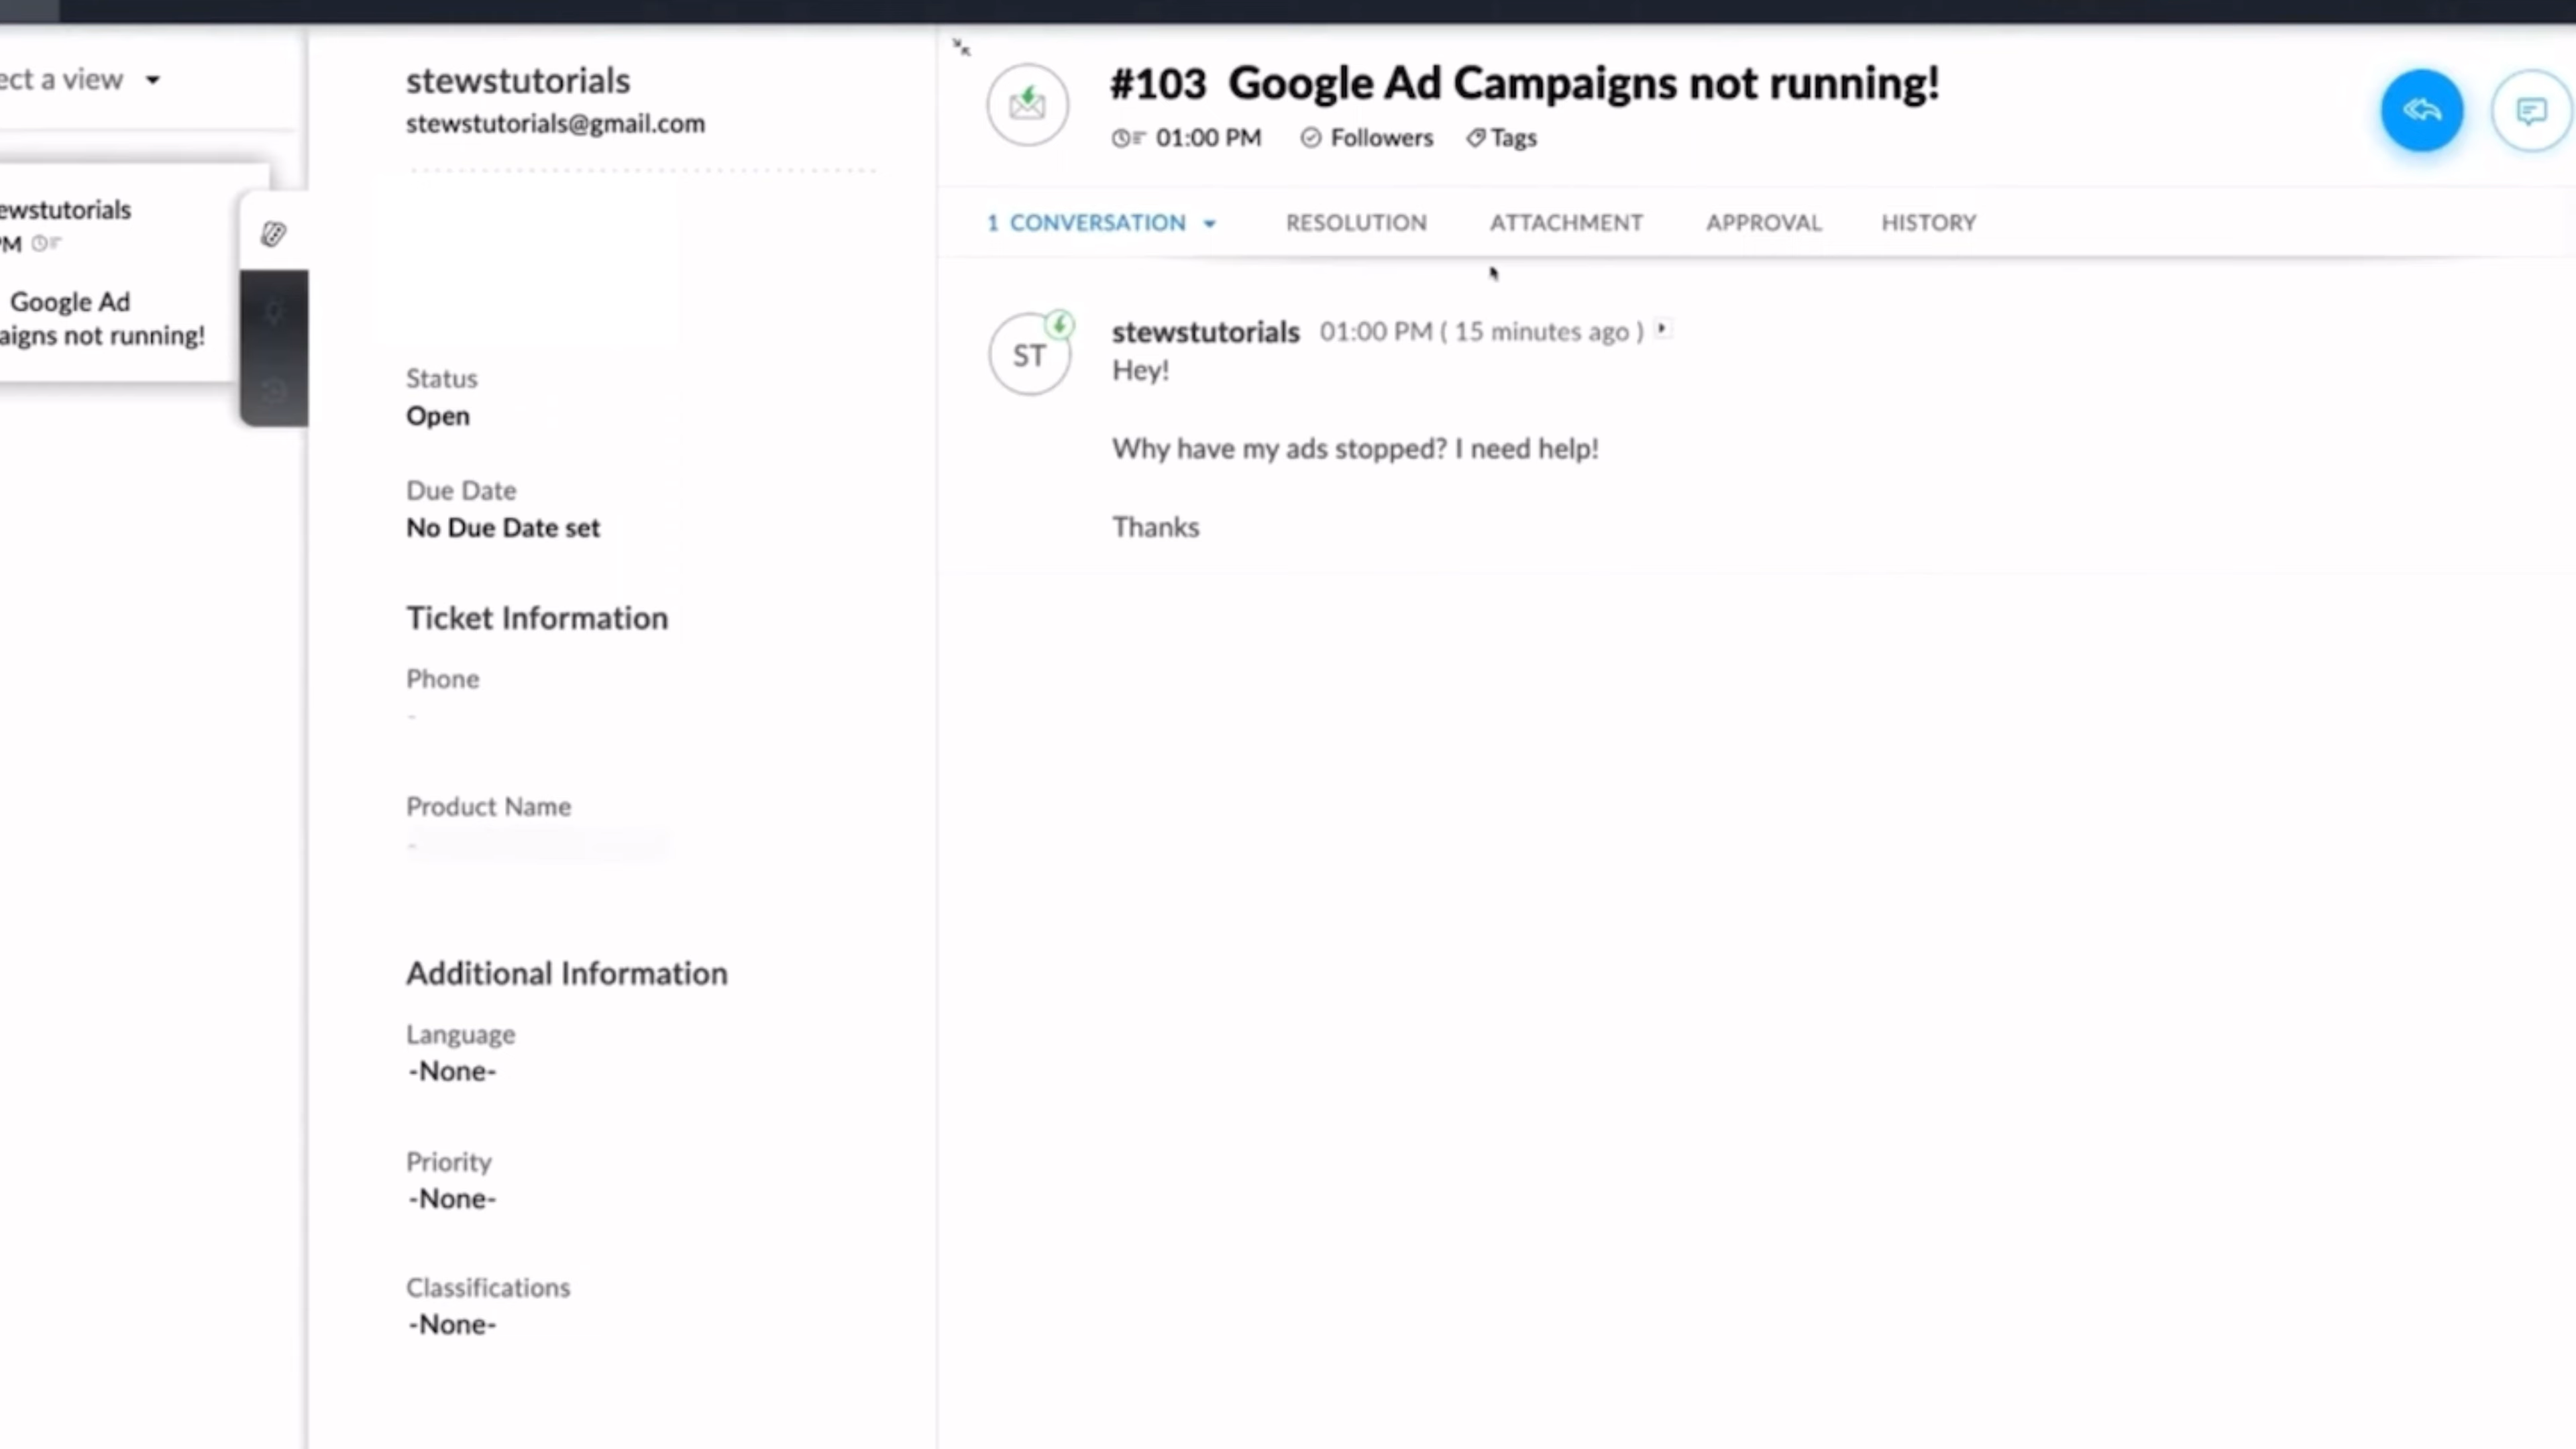 ect a view
ewstutorials
PM
Google Ad
aigns not running!
stewstutorials
stewstutorials@gmail.com
Status
Open
Due Date
No Due Date set
Ticket Information
Phone
-
Product Name
-
Additional Information
Language
-None-
Priority
-None-
Classifications
-None-
#103 Google Ad Campaigns not running!
01:00 PM Followers Tags
1 CONVERSATION RESOLUTION ATTACHMENT APPROVAL HISTORY
ST
stewstutorials 01:00 PM ( 15 minutes ago )
Hey!
Why have my ads stopped? I need help!
Thanks